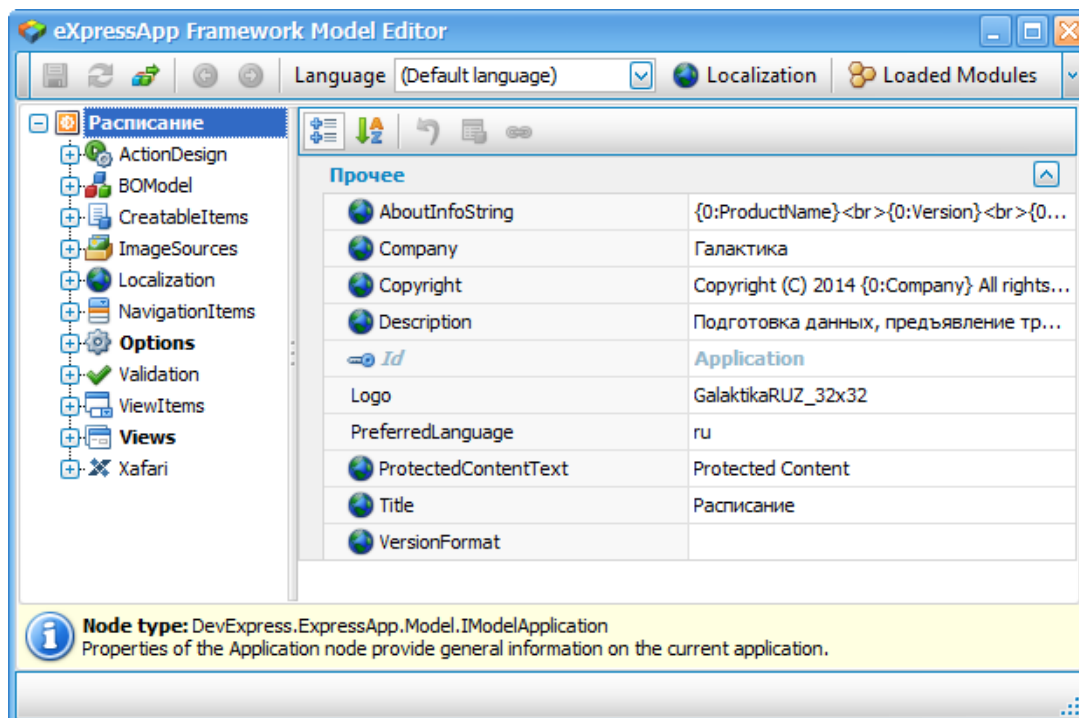 eXpressApp Framework Model Editor
Language (Default language) Localization Loaded Modules
Расписание
ActionDesign
BOModel
CreatableItems
ImageSources
Localization
NavigationItems
Options
Validation
ViewItems
Views
Xafari
Прочее
AboutInfoString {0:ProductName}<br>{0:Version}<br>{0...
Company Галактика
Copyright Copyright (C) 2014 {0:Company} All rights...
Description Подготовка данных, предъявление тр...
Id Application
Logo GalaktikaRUZ_32x32
PreferredLanguage ru
ProtectedContentText Protected Content
Title Расписание
VersionFormat
Node type: DevExpress.ExpressApp.Model.IModelApplication
Properties of the Application node provide general information on the current application.